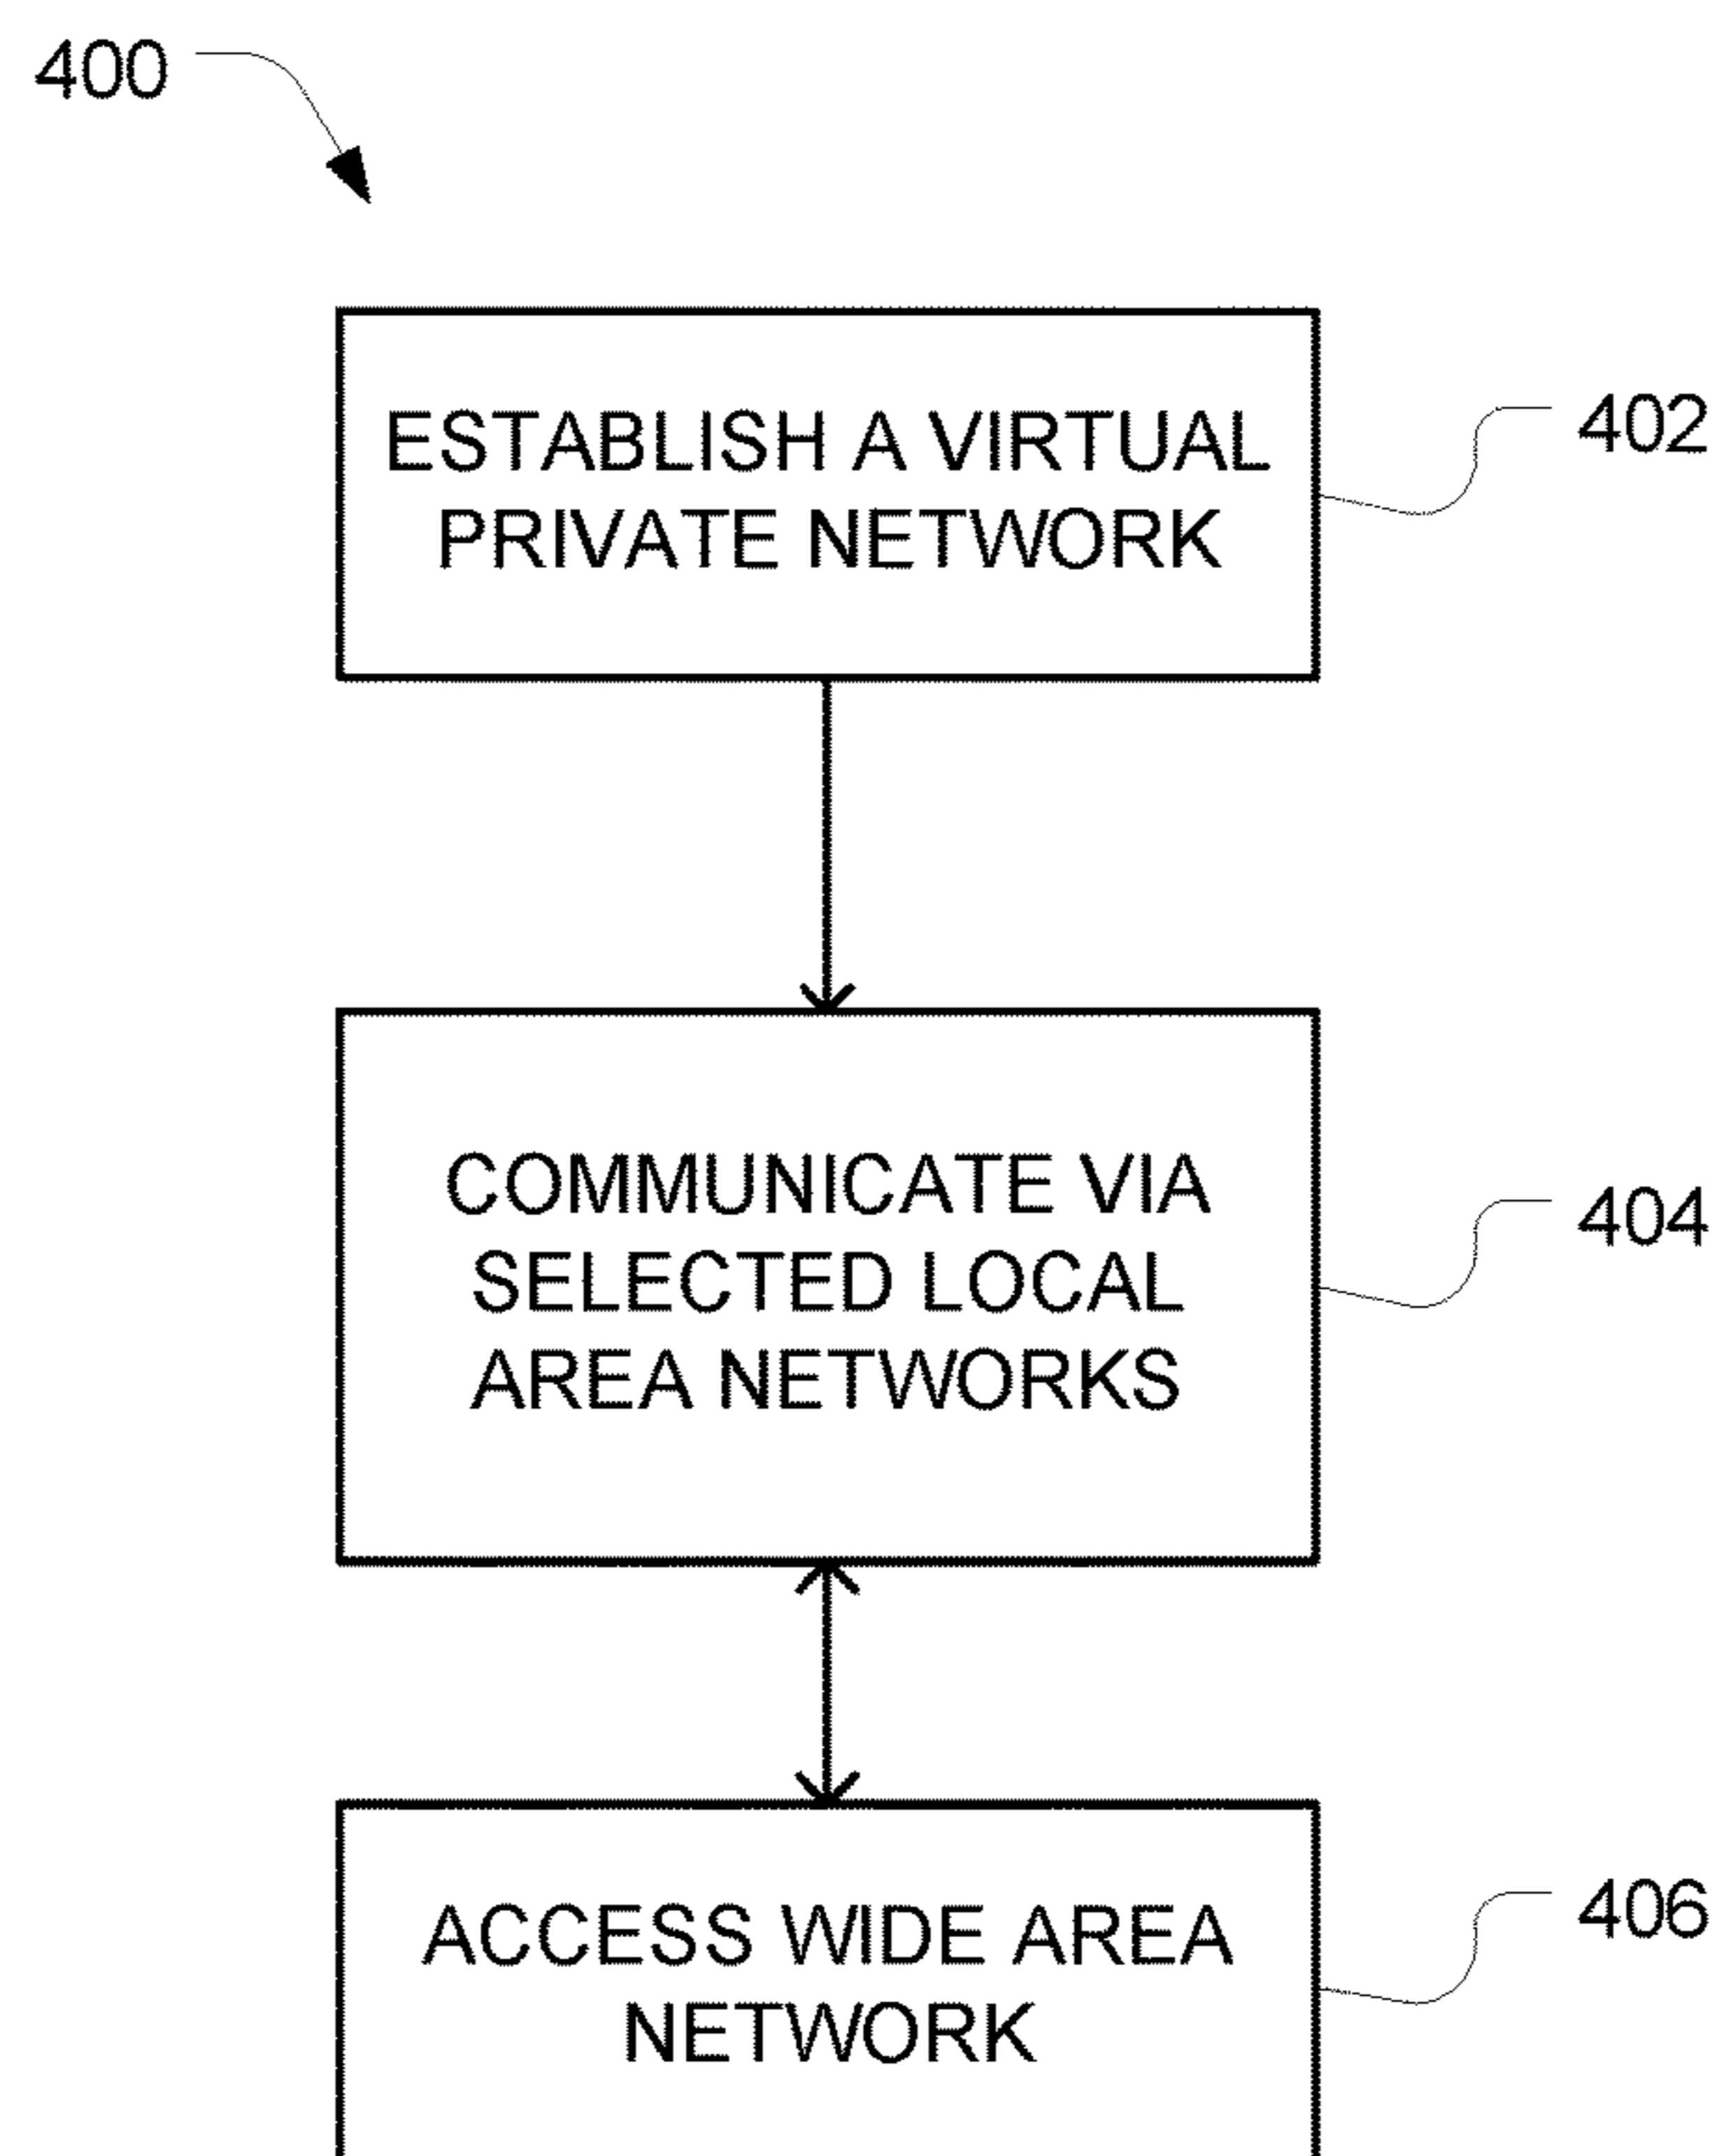 400
ESTABLISH A VIRTUAL
PRIVATE NETWORK
402
COMMUNICATE VIA
SELECTED LOCAL
AREA NETWORKS
404
ACCESS WIDE AREA
NETWORK
406